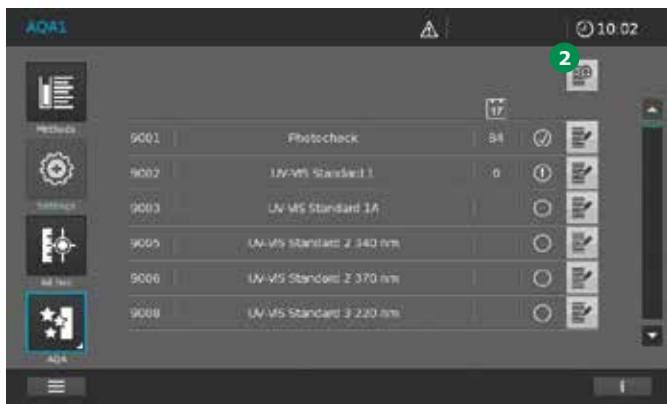 AQA1 10:02
2
17
Methods
9001 Photocheck 84
9002 UV-VIS Standard 1 0
Settings
9003 UV-VIS Standard 1A
9005 UV-VIS Standard 2 340 nm
9006 UV-VIS Standard 2 370 nm
9008 UV-VIS Standard 3 220 nm
AQA
i